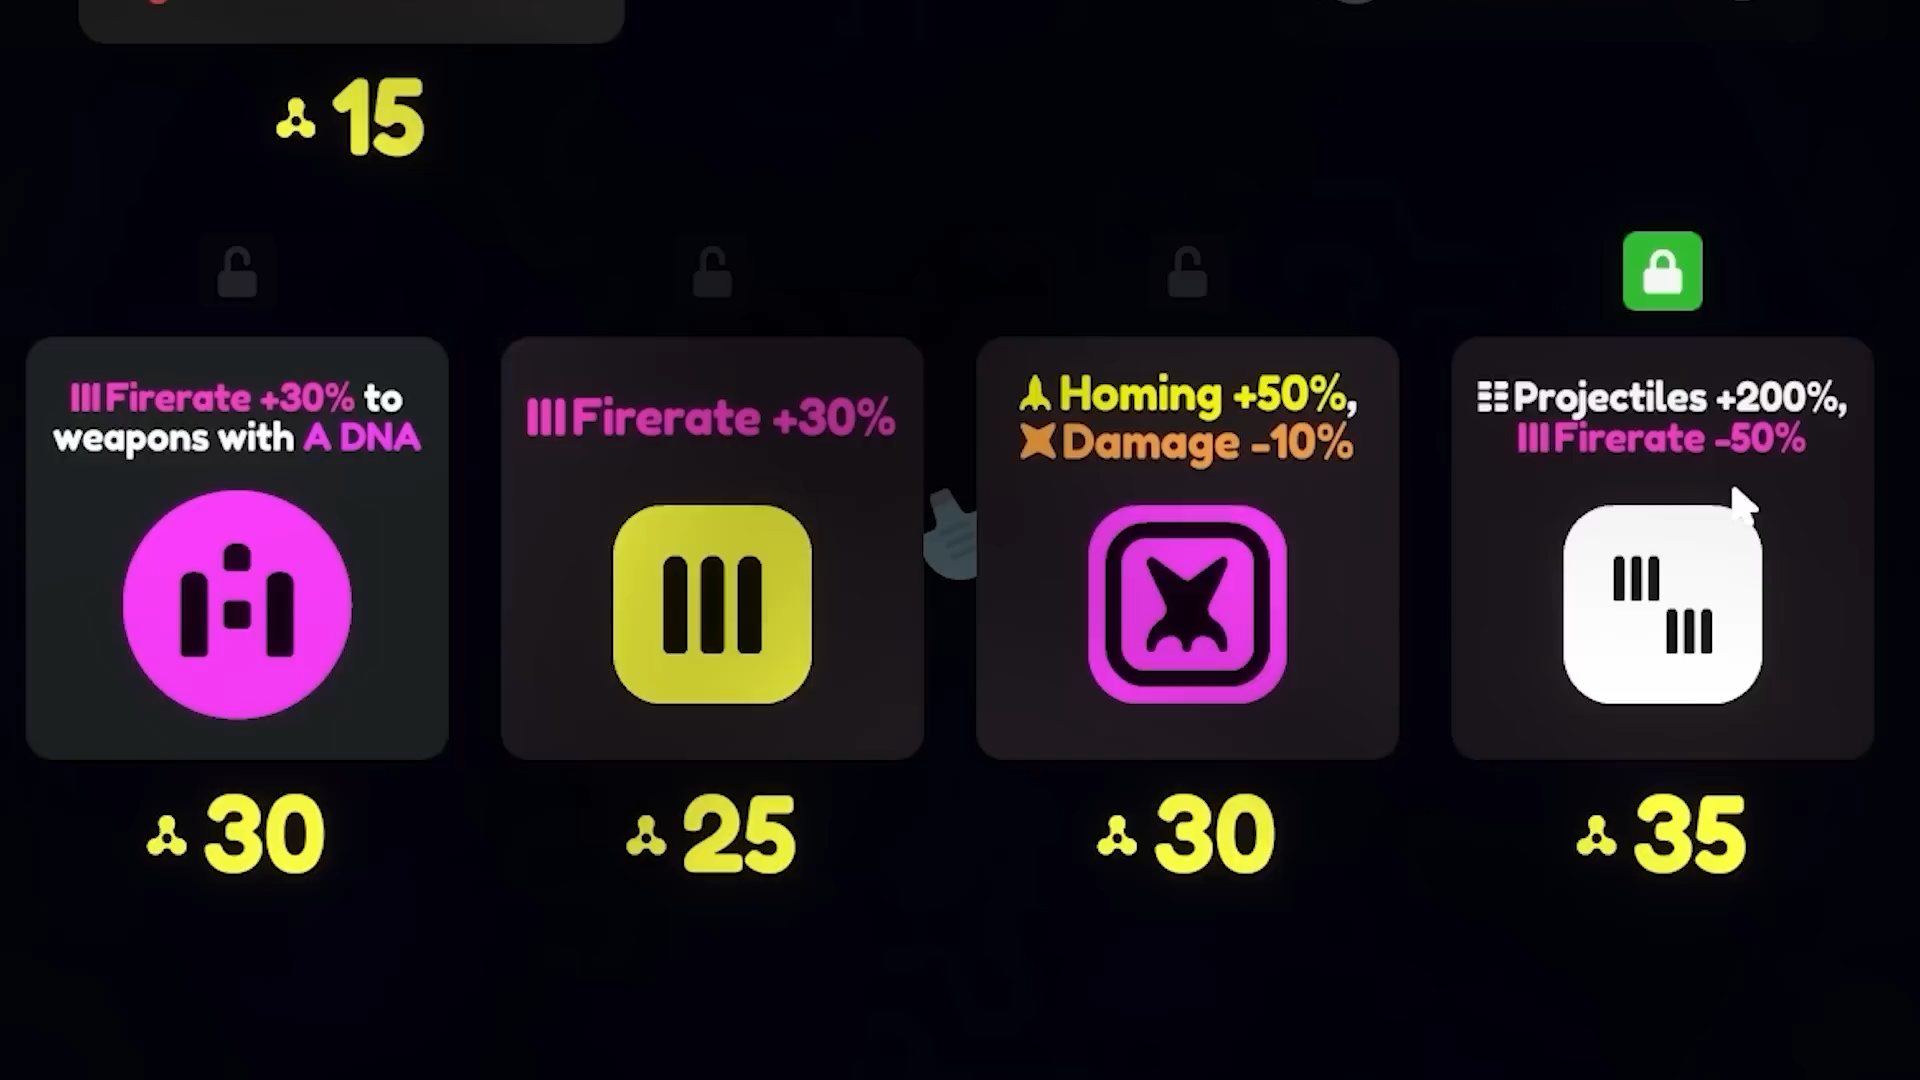 15
Firerate +30% to
weapons with A DNA
30
Firerate +30%
25
Homing +50%,
Damage -10%
30
Projectiles +200%,
Firerate -50%
35